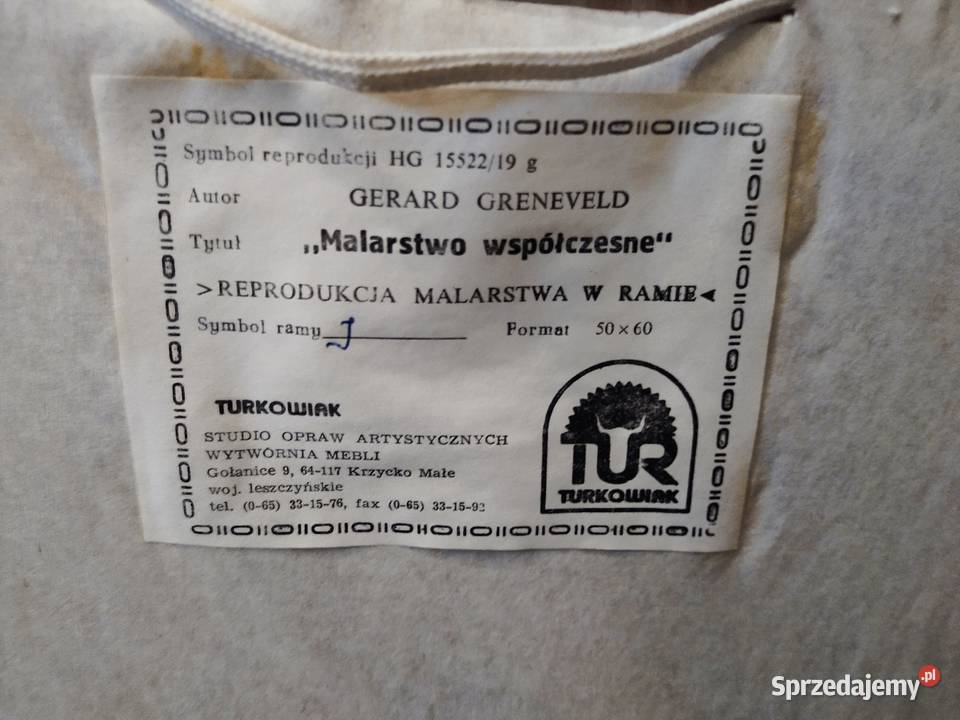 Symbol reprodukcji HG 15522/19 g
Autor GERARD GRENEVELD
Tytuł „Malarstwo współczesne“
>REPRODUKCJA MALARSTWA W RAMIE<
Symbol ramy J Format 50×60
TURKOWIAK
STUDIO OPRAW ARTYSTYCZNYCH
WYTWÓRNIA MEBLI
Gołanice 9, 64-117 Krzycko Małe
woj. leszczyńskie
tel. (0-65) 33-15-76, fax (0-65) 33-15-92
TUR
TURKOWIAK
Sprzedajemy.pl